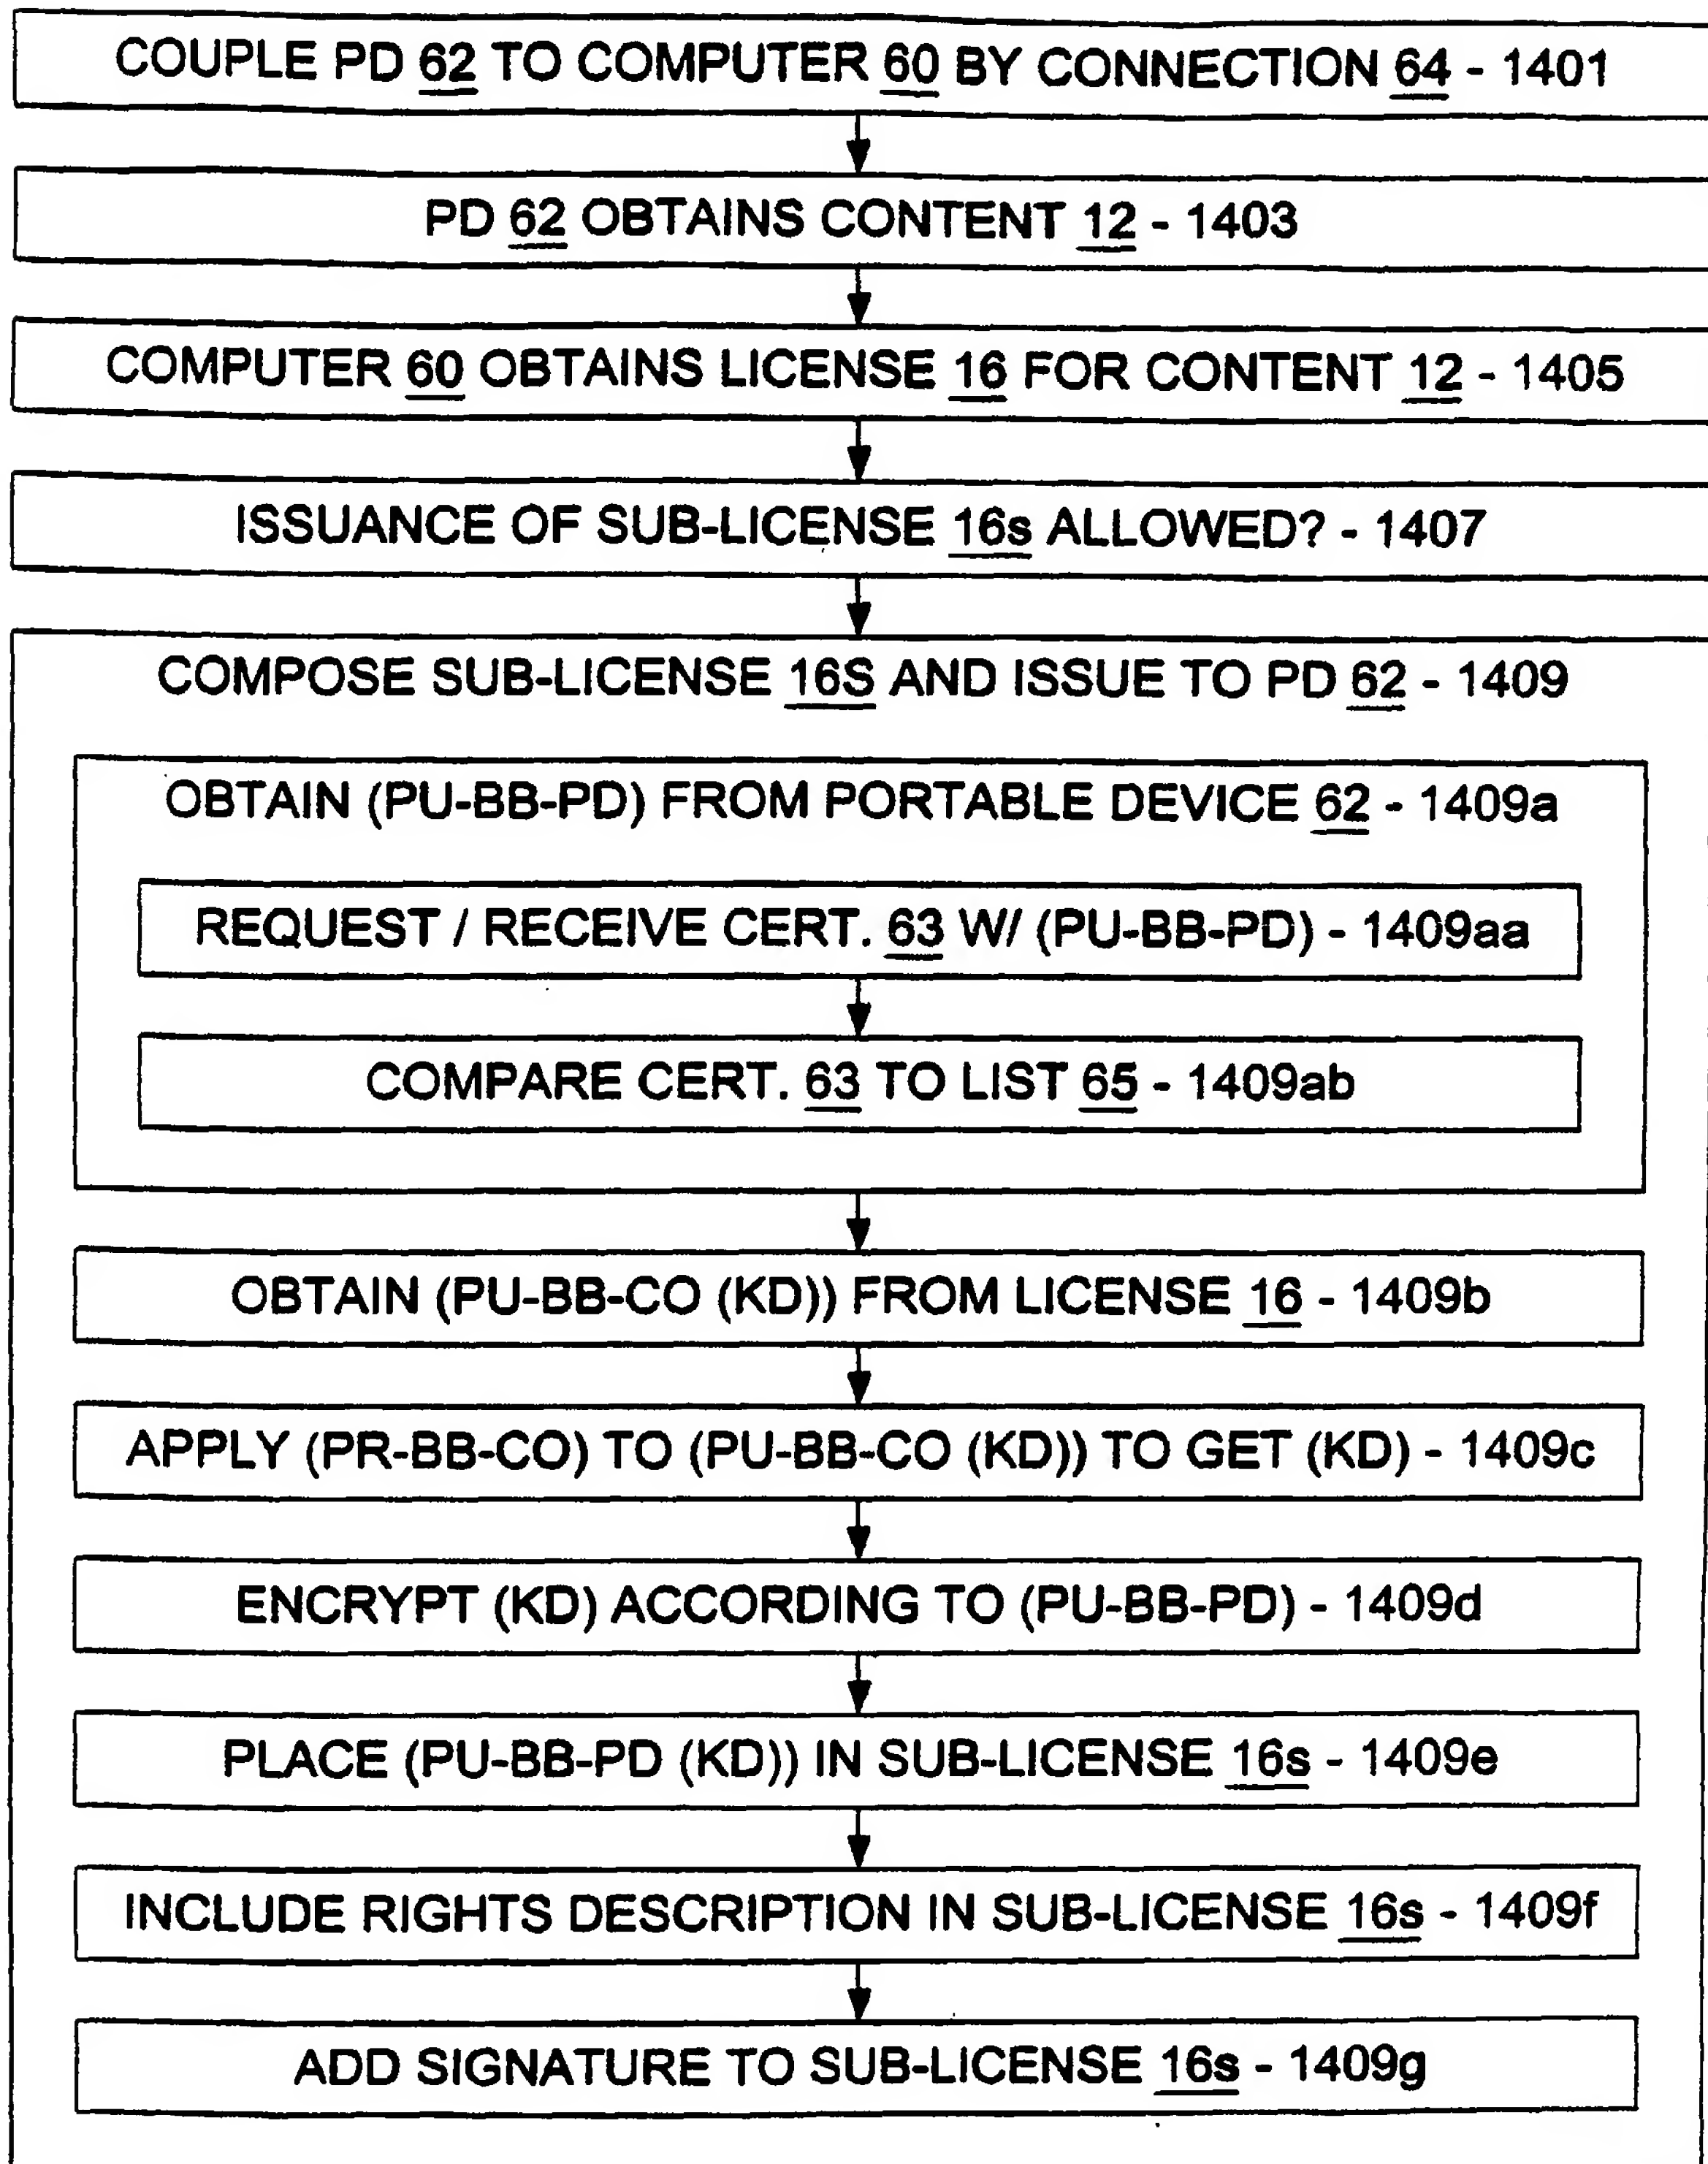 COUPLE PD 62 TO COMPUTER 60 BY CONNECTION 64 - 1401
PD 62 OBTAINS CONTENT 12 - 1403
COMPUTER 60 OBTAINS LICENSE 16 FOR CONTENT 12 - 1405
ISSUANCE OF SUB-LICENSE 16s ALLOWED? - 1407
COMPOSE SUB-LICENSE 16S AND ISSUE TO PD 62 - 1409
OBTAIN (PU-BB-PD) FROM PORTABLE DEVICE 62 - 1409a
REQUEST / RECEIVE CERT. 63 W/ (PU-BB-PD) - 1409aa
COMPARE CERT. 63 TO LIST 65 - 1409ab
OBTAIN (PU-BB-CO (KD)) FROM LICENSE 16 - 1409b
APPLY (PR-BB-CO) TO (PU-BB-CO (KD)) TO GET (KD) - 1409c
ENCRYPT (KD) ACCORDING TO (PU-BB-PD) - 1409d
PLACE (PU-BB-PD (KD)) IN SUB-LICENSE 16s - 1409e
INCLUDE RIGHTS DESCRIPTION IN SUB-LICENSE 16s - 1409f
ADD SIGNATURE TO SUB-LICENSE 16s - 1409g